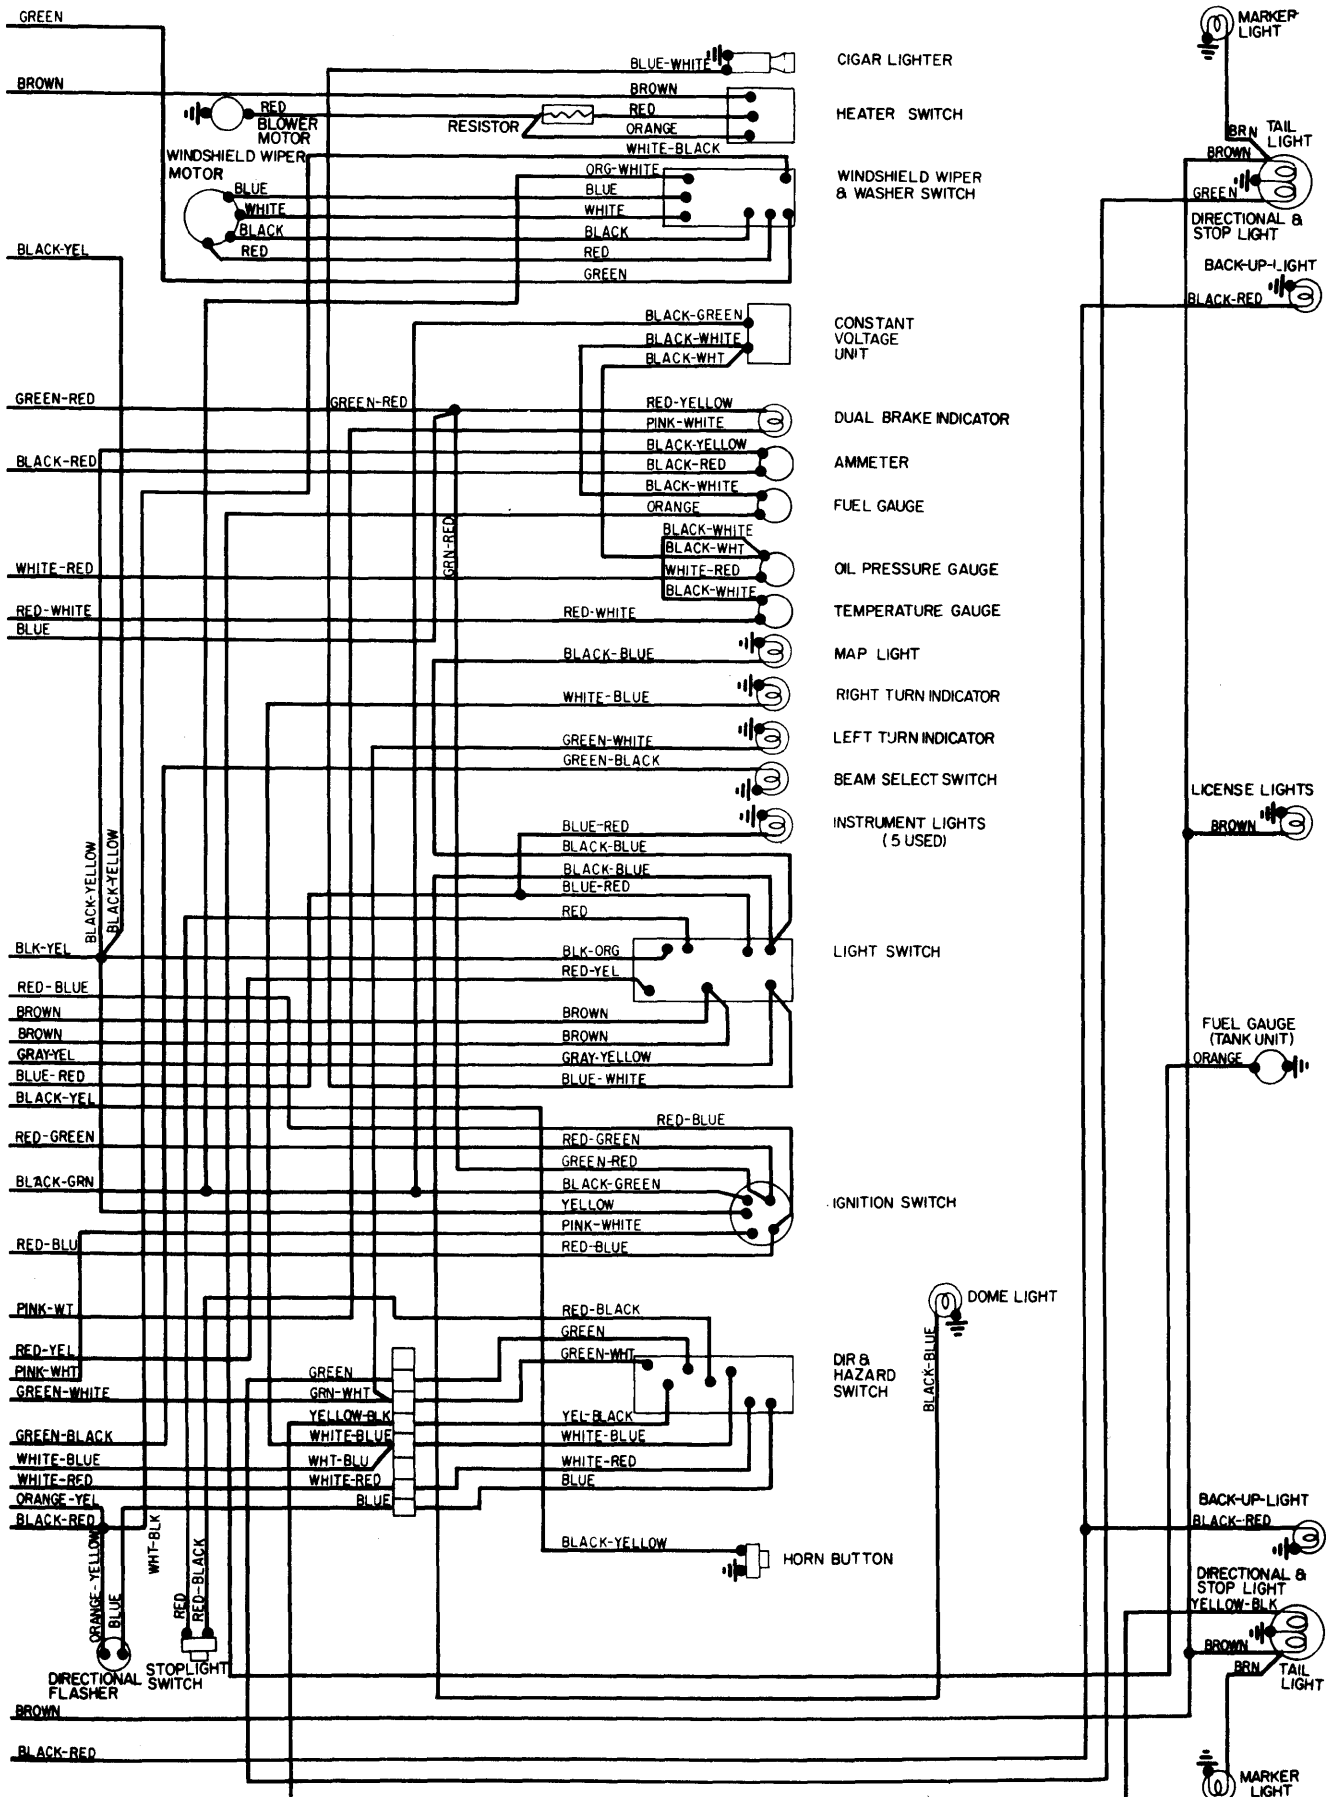 GREEN
MARKER
LIGHT
BLUE-WHITE
CIGAR LIGHTER
BROWN
BROWN
RED
BLOWER
MOTOR
RESISTOR
RED
ORANGE
HEATER SWITCH
BRN
TAIL
LIGHT
WHITE-BLACK
BROWN
WINDSHIELD WIPER
MOTOR
ORG-WHITE
WINDSHIELD WIPER
& WASHER SWITCH
BLUE
BLUE
GREEN
WHITE
WHITE
DIRECTIONAL &
STOP LIGHT
BLACK
BLACK
BLACK-YEL
RED
RED
BACK-UP-LIGHT
GREEN
BLACK-RED
BLACK-GREEN
CONSTANT
VOLTAGE
UNIT
BLACK-WHITE
BLACK-WHT
GREEN-RED
GREEN-RED
RED-YELLOW
PINK-WHITE
DUAL BRAKE INDICATOR
BLACK-YELLOW
BLACK-RED
BLACK-RED
AMMETER
BLACK-WHITE
ORANGE
FUEL GAUGE
GRN-RED
BLACK-WHITE
BLACK-WHT
WHITE-RED
WHITE-RED
OIL PRESSURE GAUGE
BLACK-WHITE
RED-WHITE
RED-WHITE
TEMPERATURE GAUGE
BLUE
BLACK-BLUE
MAP LIGHT
WHITE-BLUE
RIGHT TURN INDICATOR
GREEN-WHITE
LEFT TURN INDICATOR
GREEN-BLACK
BEAM SELECT SWITCH
LICENSE LIGHTS
BLUE-RED
INSTRUMENT LIGHTS
(5 USED)
BROWN
BLACK-BLUE
BLACK-YELLOW
BLACK-YELLOW
BLACK-BLUE
BLUE-RED
RED
BLK-YEL
BLK-ORG
LIGHT SWITCH
RED-YEL
RED-BLUE
BROWN
BROWN
BROWN
BROWN
FUEL GAUGE
(TANK UNIT)
GRAY-YEL
GRAY-YELLOW
ORANGE
BLUE-RED
BLUE-WHITE
BLACK-YEL
RED-BLUE
RED-GREEN
RED-GREEN
GREEN-RED
BLACK-GRN
BLACK-GREEN
YELLOW
IGNITION SWITCH
PINK-WHITE
RED-BLU
RED-BLUE
DOME LIGHT
PINK-WT
RED-BLACK
GREEN
RED-YEL
GREEN-WHT
DIR &
HAZARD
SWITCH
BLACK-BLUE
PINK-WHT
GREEN
GREEN-WHITE
GRN-WHT
YELLOW-BLK
YEL-BLACK
GREEN-BLACK
WHITE-BLUE
WHITE-BLUE
WHITE-BLUE
WHT-BLU
WHITE-RED
WHITE-RED
WHITE-RED
BLUE
ORANGE-YEL
BLUE
BACK-UP-LIGHT
BLACK-RED
BLACK-RED
ORANGE-YELLOW
BLUE
WHT-BLK
RED
RED-BLACK
BLACK-YELLOW
HORN BUTTON
DIRECTIONAL &
STOP LIGHT
YELLOW-BLK
BROWN
BRN
TAIL
LIGHT
DIRECTIONAL
FLASHER
STOPLIGHT
SWITCH
BROWN
BLACK-RED
MARKER
LIGHT